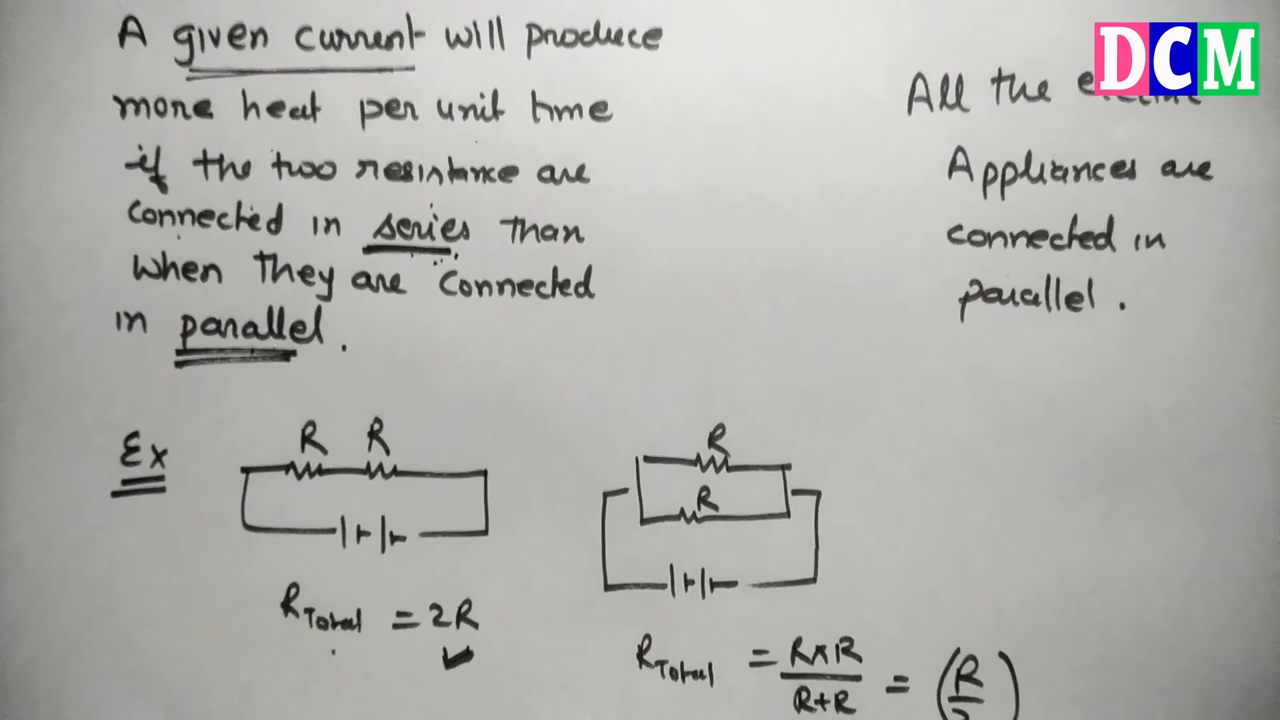 A given current will produce
more heat per unit time
if the two resistance are
connected in series than
when they are connected
in parallel.
DCM
All the
Appliances are
connected in
parallel.
Ex
R R
R
R
RTotal = 2R
RTotal = R×R / R+R = (R/2)